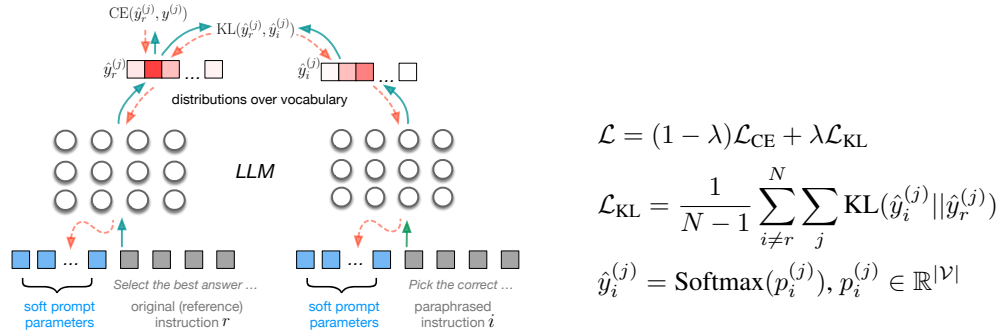 CE(ŷ_r^(j), y^(j))
KL(ŷ_r^(j), ŷ_i^(j))
ŷ_r^(j) ...
ŷ_i^(j) ...
distributions over vocabulary
LLM
...
...
Select the best answer ...
Pick the correct ...
soft prompt
parameters
original (reference)
instruction r
soft prompt
parameters
paraphrased
instruction i
ℒ = (1 − λ)ℒ_CE + λℒ_KL
ℒ_KL = 1/(N − 1) ∑_{i≠r}^N ∑_j KL(ŷ_i^(j)||ŷ_r^(j))
ŷ_i^(j) = Softmax(p_i^(j)), p_i^(j) ∈ ℝ^|𝒱|